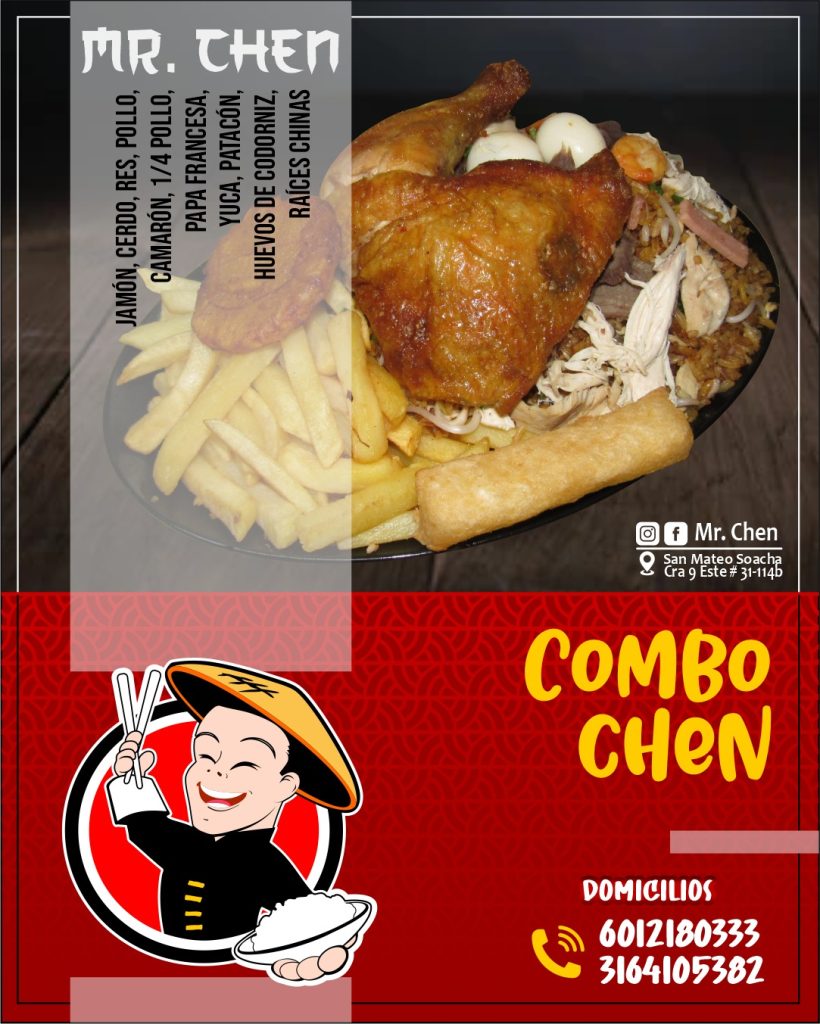 MR. CHEN
JAMÓN, CERDO, RES, POLLO,
CAMARÓN, 1/4 POLLO,
PAPA FRANCESA,
YUCA, PATACÓN,
HUEVOS DE CODORNIZ,
RAÍCES CHINAS
Mr. Chen
San Mateo Soacha
Cra 9 Este # 31-114b
COMBO
CHeN
DOMICILIOS
6012180333
3164105382